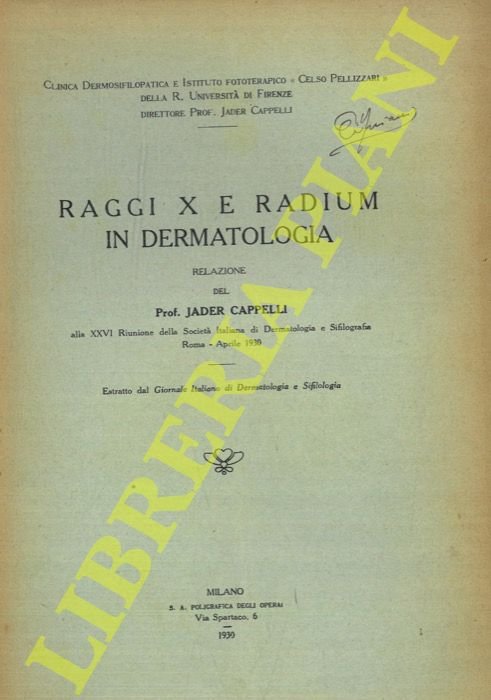 CLINICA DERMOSIFILOPATICA E ISTITUTO FOTOTERAPICO « CELSO PELLIZZARI »
DELLA R. UNIVERSITÀ DI FIRENZE
DIRETTORE PROF. JADER CAPPELLI
RAGGI X E RADIUM
IN DERMATOLOGIA
RELAZIONE
DEL
Prof. JADER CAPPELLI
alla XXVI Riunione della Società Italiana di Dermatologia e Sifilografia
Roma - Aprile 1930
Estratto dal Giornale Italiano di Dermatologia e Sifilologia
MILANO
S. A. POLIGRAFICA DEGLI OPERAI
Via Spartaco, 6
1930
LIBRERIA PIANI